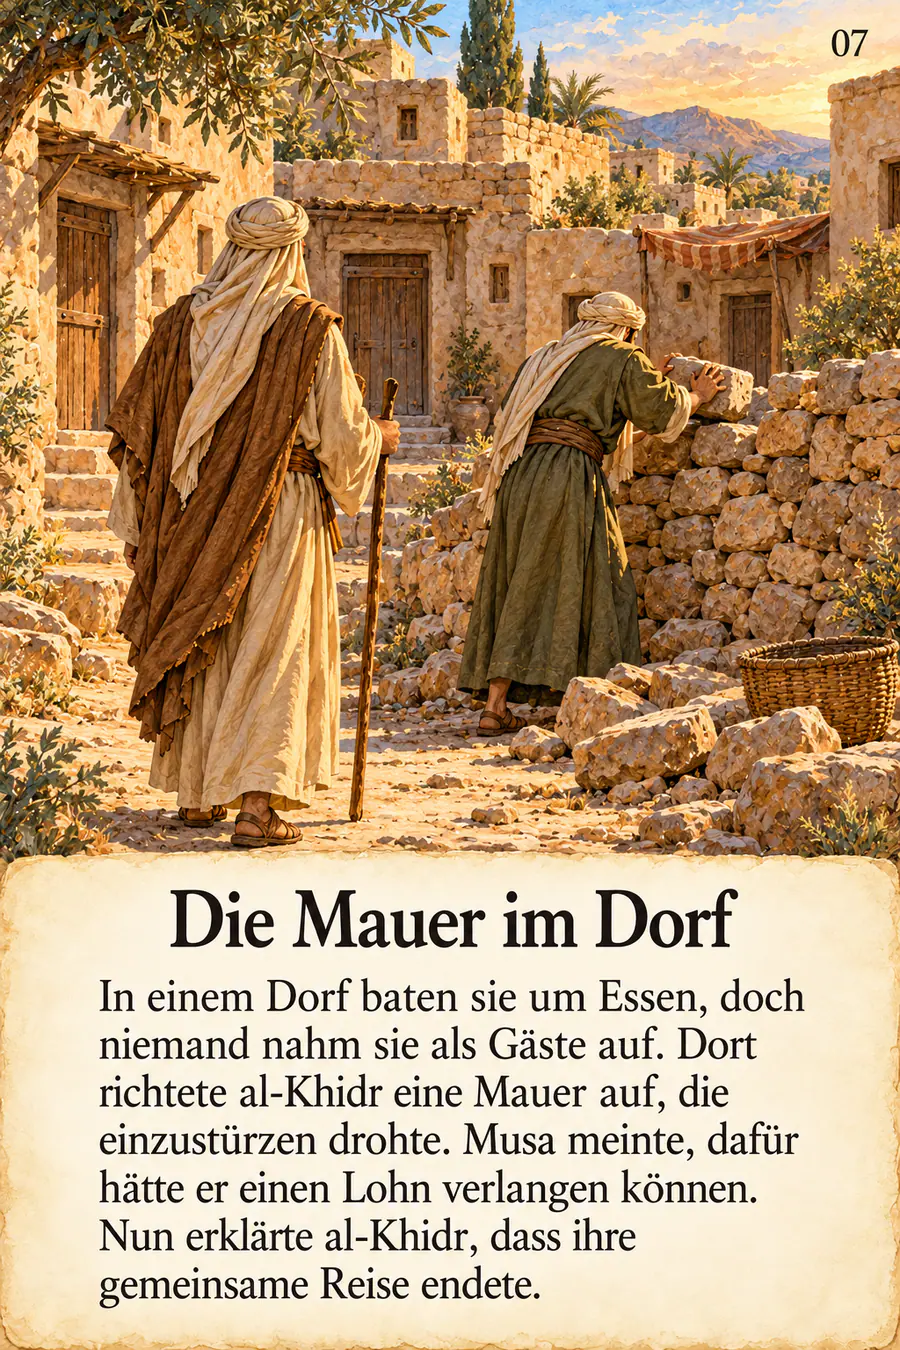 07
Die Mauer im Dorf
In einem Dorf baten sie um Essen, doch
niemand nahm sie als Gäste auf. Dort
richtete al-Khidr eine Mauer auf, die
einzustürzen drohte. Musa meinte, dafür
hätte er einen Lohn verlangen können.
Nun erklärte al-Khidr, dass ihre
gemeinsame Reise endete.